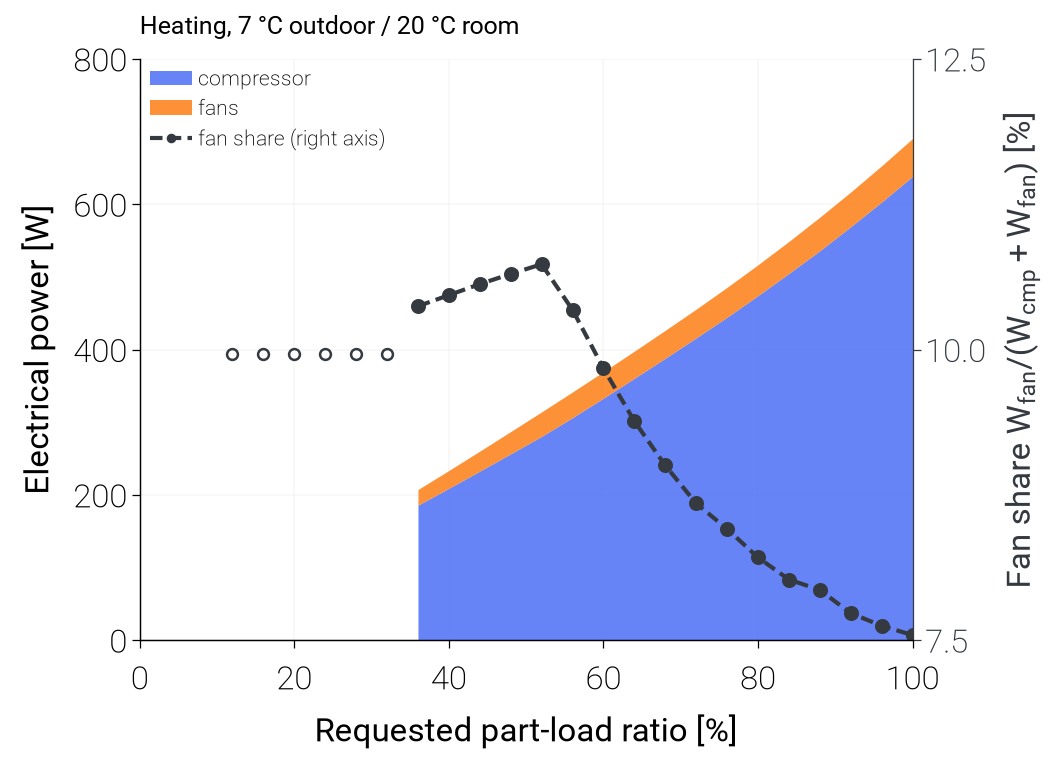 Heating, 7 °C outdoor / 20 °C room
800
600
400
200
0
Electrical power [W]
compressor
fans
fan share (right axis)
12.5
10.0
7.5
Fan share Wfan/(Wcmp + Wfan) [%]
0 20 40 60 80 100
Requested part-load ratio [%]